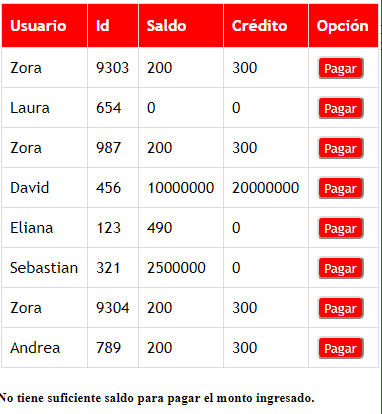 Usuario Id Saldo Crédito Opción
Zora 9303 200 300 Pagar
Laura 654 0 0 Pagar
Zora 987 200 300 Pagar
David 456 10000000 20000000 Pagar
Eliana 123 490 0 Pagar
Sebastian 321 2500000 0 Pagar
Zora 9304 200 300 Pagar
Andrea 789 200 300 Pagar
No tiene suficiente saldo para pagar el monto ingresado.